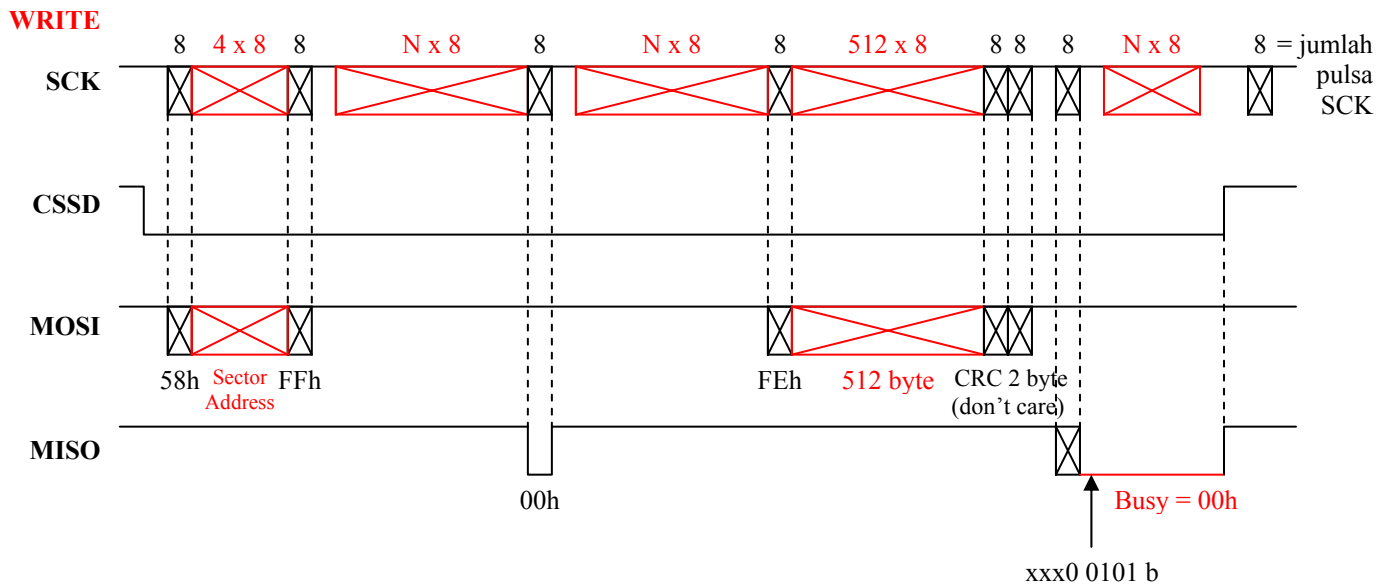 WRITE
8 4 x 8 8 N x 8 8 N x 8 8 512 x 8 8 8 8 N x 8 8 = jumlah
pulsa
SCK
SCK
CSSD
MOSI
58h Sector Address FFh FEh 512 byte CRC 2 byte
(don't care)
MISO
00h Busy = 00h
xxx0 0101 b